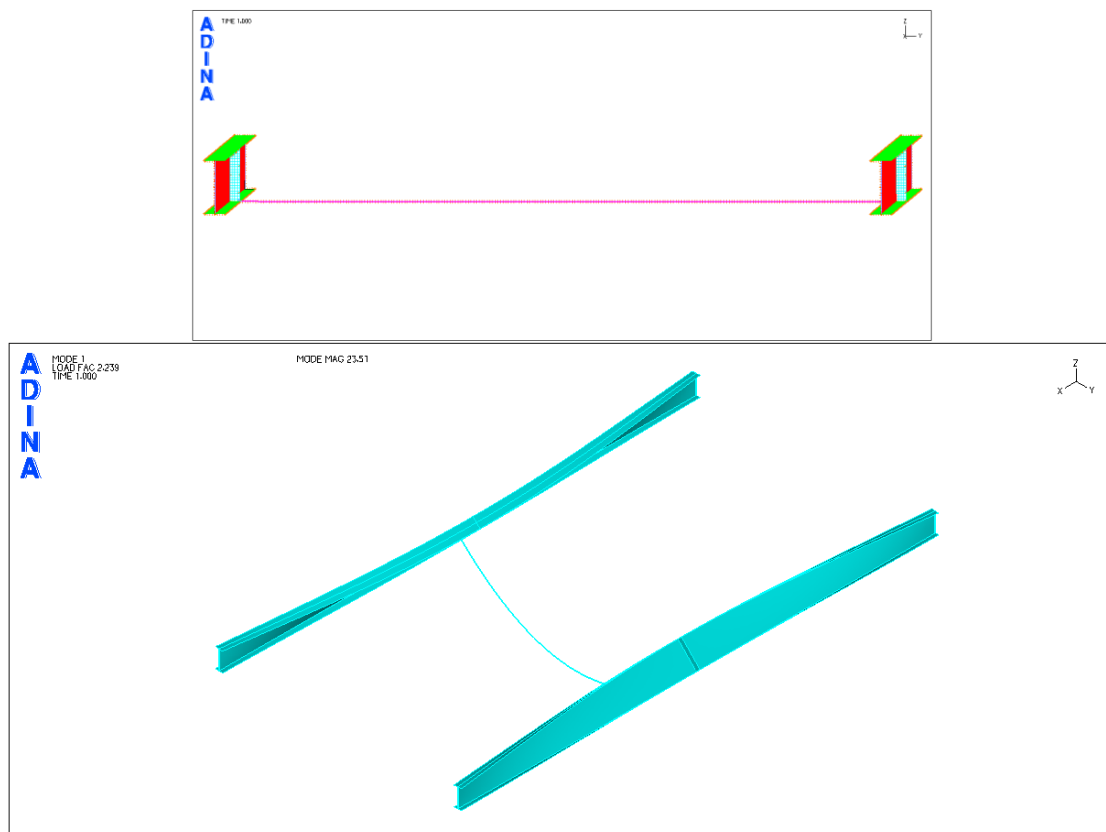 ADINA
TIME 1.000
Z
X Y
ADINA
MODE 1
LOAD FAC 2.239
TIME 1.000
MODE MAG 23.51
Z
X Y